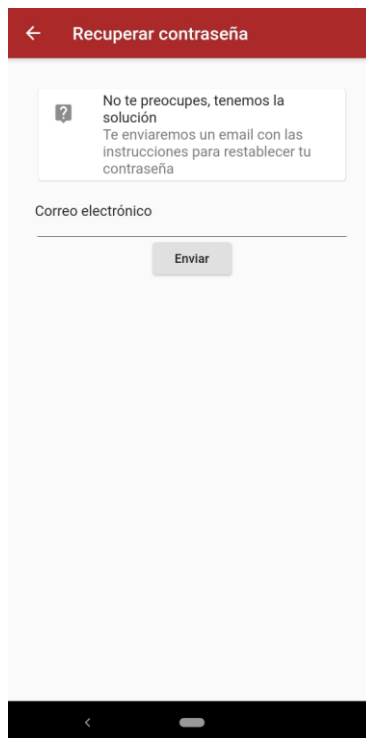 Recuperar contraseña
No te preocupes, tenemos la
solución
Te enviaremos un email con las
instrucciones para restablecer tu
contraseña
Correo electrónico
Enviar